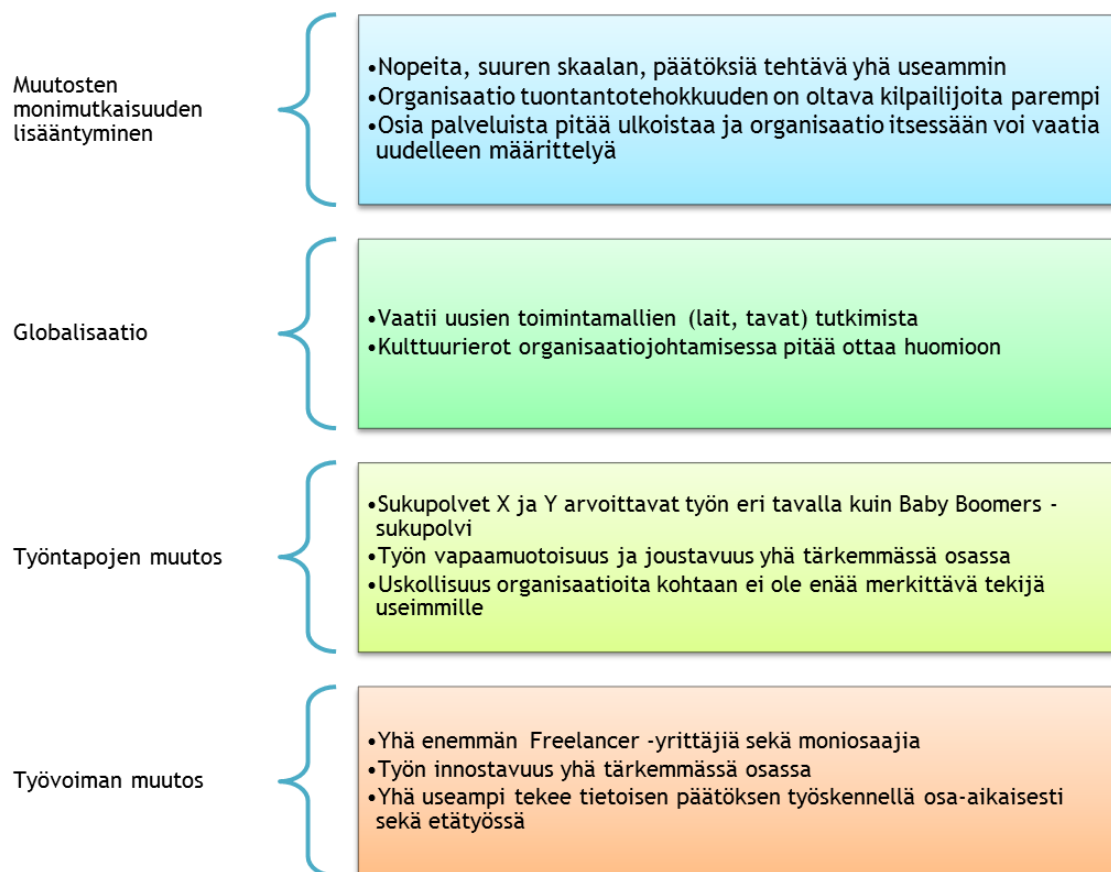 Muutosten
monimutkaisuuden
lisääntyminen
•Nopeita, suuren skaalan, päätöksiä tehtävä yhä useammin
•Organisaatio tuontantotehokkuuden on oltava kilpailijoita parempi
•Osia palveluista pitää ulkoistaa ja organisaatio itsessään voi vaatia
uudelleen määrittelyä
Globalisaatio
•Vaatii uusien toimintamallien (lait, tavat) tutkimista
•Kulttuurierot organisaatiojohtamisessa pitää ottaa huomioon
Työntapojen muutos
•Sukupolvet X ja Y arvoittavat työn eri tavalla kuin Baby Boomers -
sukupolvi
•Työn vapaamuotoisuus ja joustavuus yhä tärkemmässä osassa
•Uskollisuus organisaatioita kohtaan ei ole enää merkittävä tekijä
useimmille
Työvoiman muutos
•Yhä enemmän Freelancer -yrittäjiä sekä moniosaajia
•Työn innostavuus yhä tärkemmässä osassa
•Yhä useampi tekee tietoisen päätöksen työskennellä osa-aikaisesti
sekä etätyössä